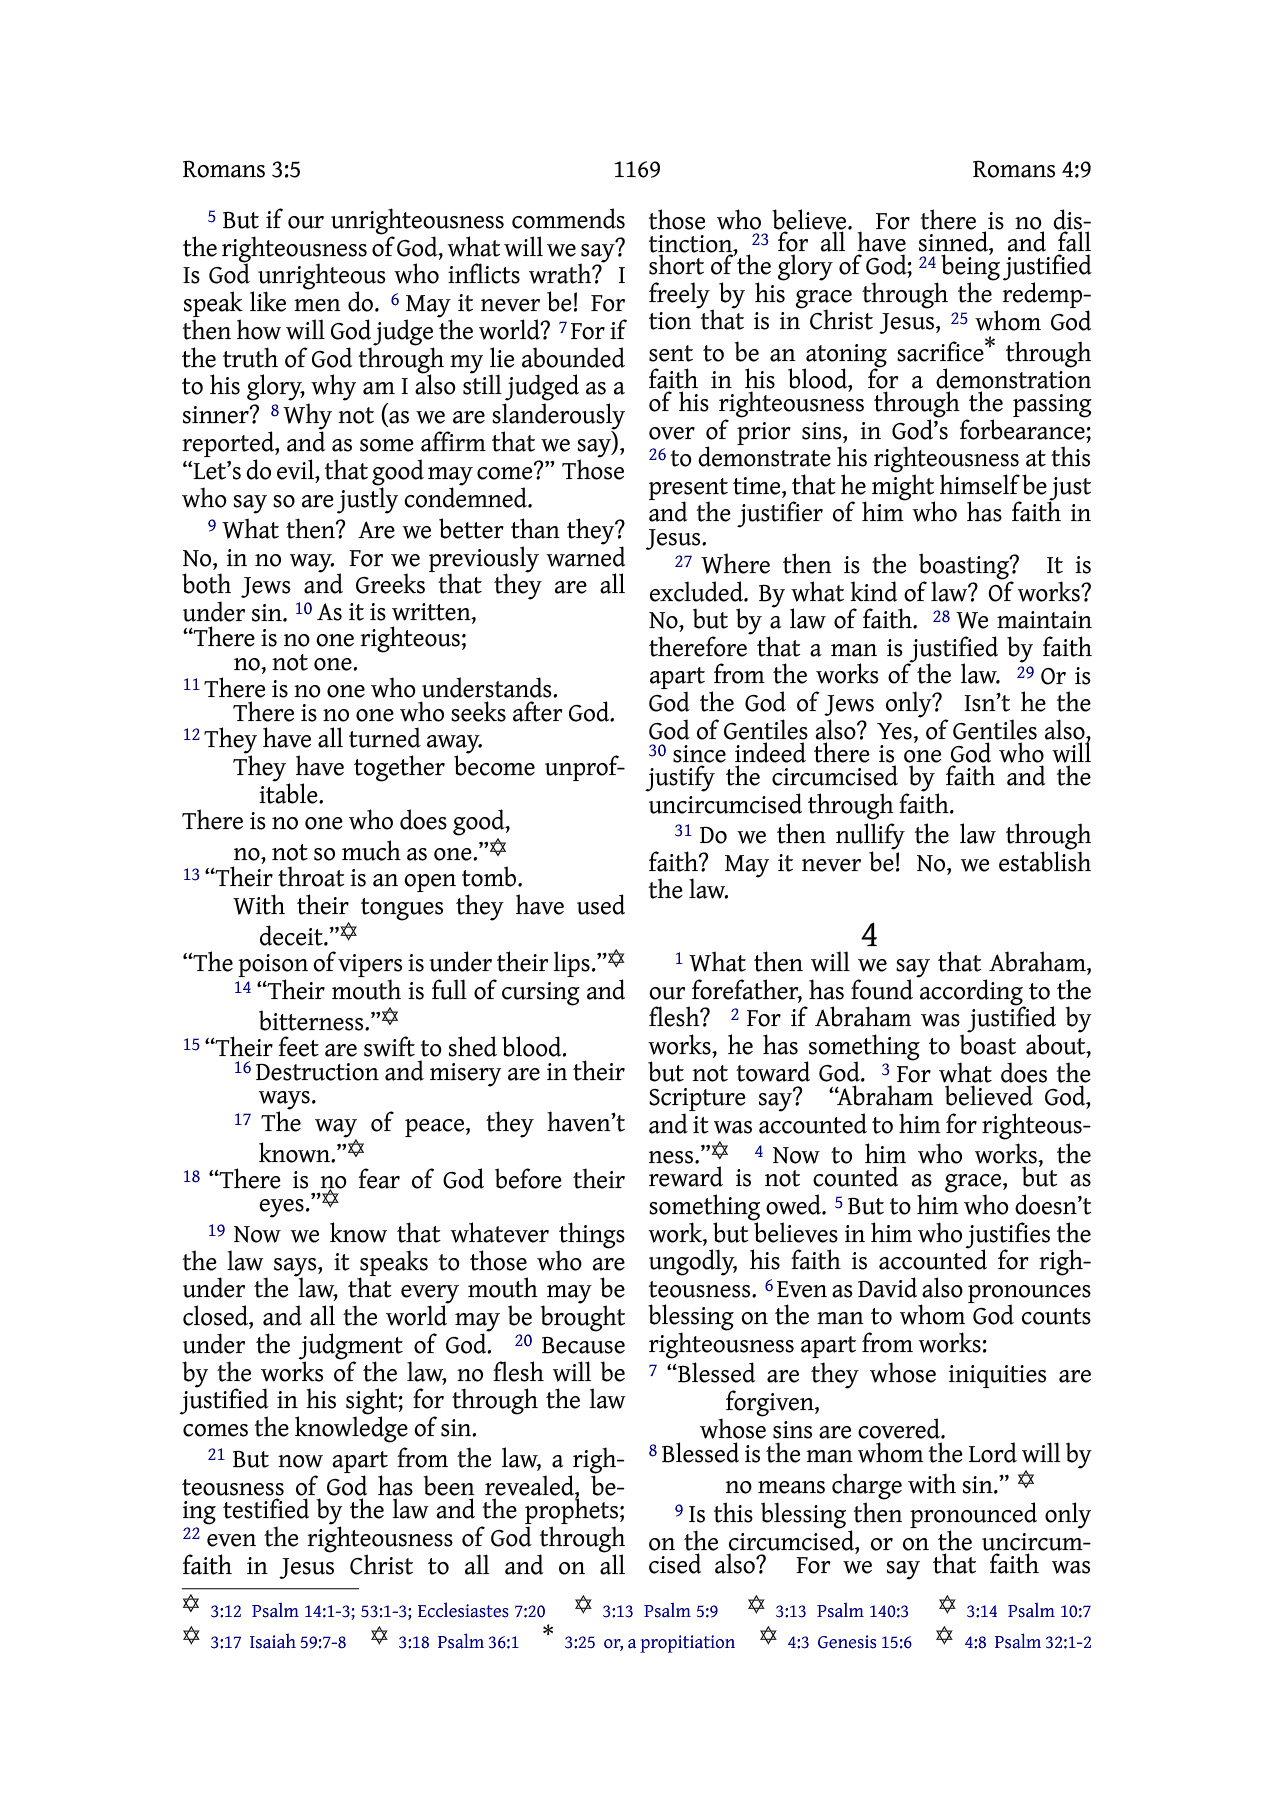 Romans 3:5 1169 Romans 4:9
5 But if our unrighteousness commends
the righteousness of God, what will we say?
Is God unrighteous who inflicts wrath? I
speak like men do. 6 May it never be! For
then how will God judge the world? 7 For if
the truth of God through my lie abounded
to his glory, why am I also still judged as a
sinner? 8 Why not (as we are slanderously
reported, and as some affirm that we say),
“Let’s do evil, that good may come?” Those
who say so are justly condemned.
9 What then? Are we better than they?
No, in no way. For we previously warned
both Jews and Greeks that they are all
under sin. 10 As it is written,
“There is no one righteous;
no, not one.
11 There is no one who understands.
There is no one who seeks after God.
12 They have all turned away.
They have together become unprof-
itable.
There is no one who does good,
no, not so much as one.”✡
13 “Their throat is an open tomb.
With their tongues they have used
deceit.”✡
“The poison of vipers is under their lips.”✡
14 “Their mouth is full of cursing and
bitterness.”✡
15 “Their feet are swift to shed blood.
16 Destruction and misery are in their
ways.
17 The way of peace, they haven’t
known.”✡
18 “There is no fear of God before their
eyes.”✡
19 Now we know that whatever things
the law says, it speaks to those who are
under the law, that every mouth may be
closed, and all the world may be brought
under the judgment of God. 20 Because
by the works of the law, no flesh will be
justified in his sight; for through the law
comes the knowledge of sin.
21 But now apart from the law, a righ-
teousness of God has been revealed, be-
ing testified by the law and the prophets;
22 even the righteousness of God through
faith in Jesus Christ to all and on all
those who believe. For there is no dis-
tinction, 23 for all have sinned, and fall
short of the glory of God; 24 being justified
freely by his grace through the redemp-
tion that is in Christ Jesus, 25 whom God
sent to be an atoning sacrifice* through
faith in his blood, for a demonstration
of his righteousness through the passing
over of prior sins, in God’s forbearance;
26 to demonstrate his righteousness at this
present time, that he might himself be just
and the justifier of him who has faith in
Jesus.
27 Where then is the boasting? It is
excluded. By what kind of law? Of works?
No, but by a law of faith. 28 We maintain
therefore that a man is justified by faith
apart from the works of the law. 29 Or is
God the God of Jews only? Isn’t he the
God of Gentiles also? Yes, of Gentiles also,
30 since indeed there is one God who will
justify the circumcised by faith and the
uncircumcised through faith.
31 Do we then nullify the law through
faith? May it never be! No, we establish
the law.
4
1 What then will we say that Abraham,
our forefather, has found according to the
flesh? 2 For if Abraham was justified by
works, he has something to boast about,
but not toward God. 3 For what does the
Scripture say? “Abraham believed God,
and it was accounted to him for righteous-
ness.”✡ 4 Now to him who works, the
reward is not counted as grace, but as
something owed. 5 But to him who doesn’t
work, but believes in him who justifies the
ungodly, his faith is accounted for righ-
teousness. 6 Even as David also pronounces
blessing on the man to whom God counts
righteousness apart from works:
7 “Blessed are they whose iniquities are
forgiven,
whose sins are covered.
8 Blessed is the man whom the Lord will by
no means charge with sin.” ✡
9 Is this blessing then pronounced only
on the circumcised, or on the uncircum-
cised also? For we say that faith was
✡ 3:12 Psalm 14:1-3; 53:1-3; Ecclesiastes 7:20 ✡ 3:13 Psalm 5:9 ✡ 3:13 Psalm 140:3 ✡ 3:14 Psalm 10:7
✡ 3:17 Isaiah 59:7-8 ✡ 3:18 Psalm 36:1 * 3:25 or, a propitiation ✡ 4:3 Genesis 15:6 ✡ 4:8 Psalm 32:1-2